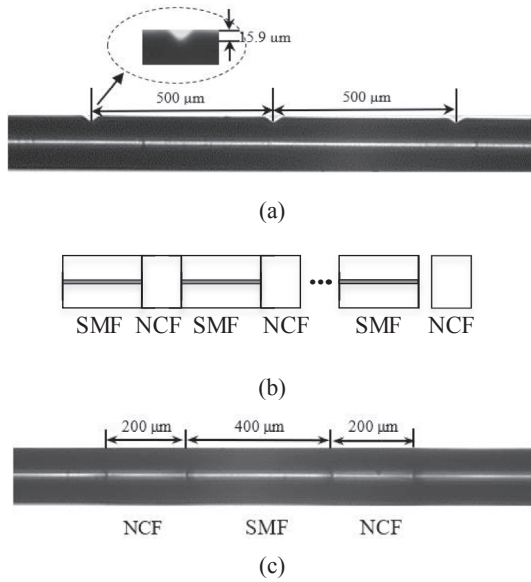 15.9 um
500 μm 500 μm
(a)
SMF NCF SMF NCF ••• SMF NCF
(b)
200 μm 400 μm 200 μm
NCF SMF NCF
(c)